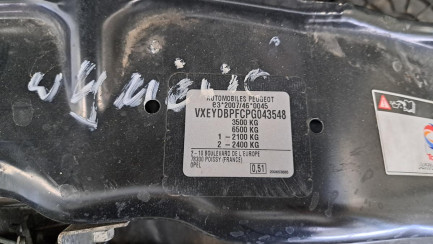 AUTOMOBILES PEUGEOT
e3*2007/46*0045
VXEYDBPFCPG043548
3500 KG
6500 KG
1 - 2100 KG
2 - 2400 KG
2 - 10 BOULEVARD DE L EUROPE
78300 POISSY (FRANCE)
OPEL
0,51